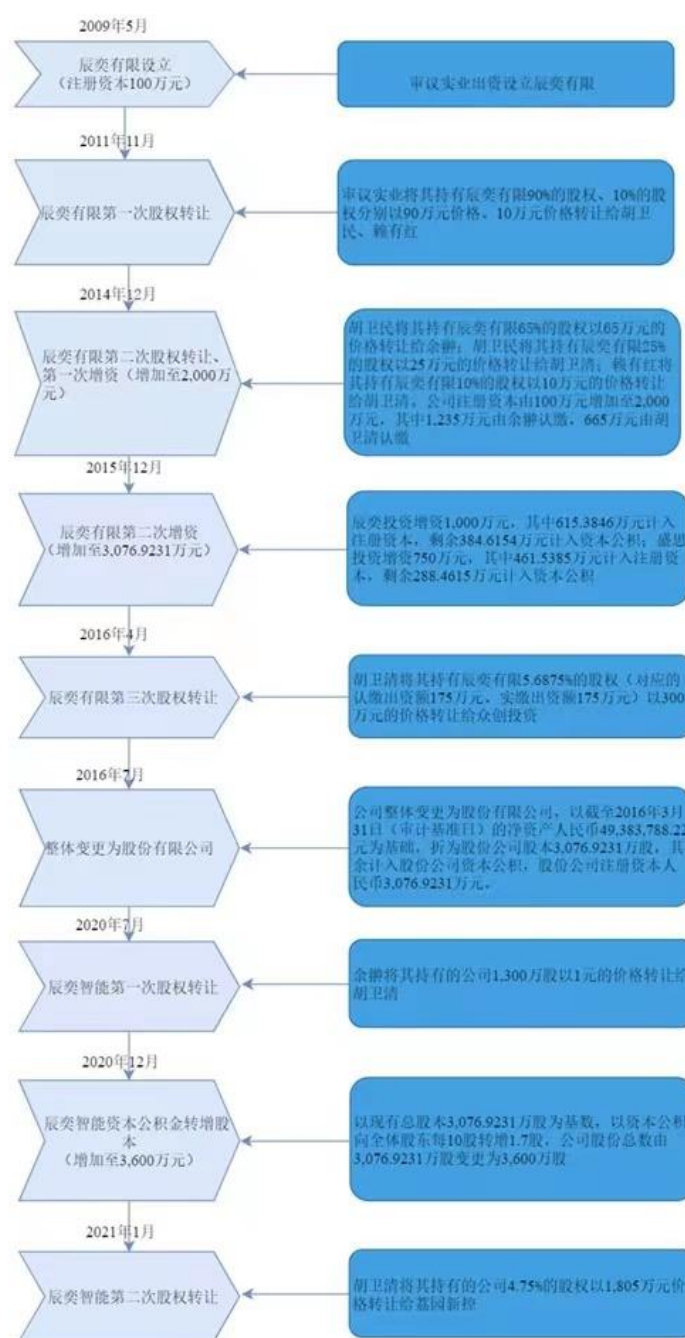 2009年5月
辰奕有限设立
（注册资本100万元）
审议实业出资设立辰奕有限
2011年11月
辰奕有限第一次股权转让
审议实业将其持有辰奕有限90%的股权、10%的股
权分别以90万元价格、10万元价格转让给胡卫
民、赖有红
2014年12月
辰奕有限第二次股权转让、
第一次增资（增加至2,000万
元）
胡卫民将其持有辰奕有限65%的股权以65万元的
价格转让给余翀；胡卫民将其持有辰奕有限25%
的股权以25万元的价格转让给胡卫清；赖有红将
其持有辰奕有限10%的股权以10万元的价格转让
给胡卫清。公司注册资本由100万元增加至2,000
万元，其中1,235万元由余翀认缴，665万元由胡
卫清认缴
2015年12月
辰奕有限第二次增资
（增加至3,076.9231万元）
辰奕投资增资1,000万元，其中615.3846万元计入
注册资本，剩余384.6154万元计入资本公积；盛思
投资增资750万元，其中461.5385万元计入注册资
本，剩余288.4615万元计入资本公积
2016年4月
辰奕有限第三次股权转让
胡卫清将其持有辰奕有限5.6875%的股权（对应的
认缴出资额175万元，实缴出资额175万元）以300
万元的价格转让给众创投资
2016年7月
整体变更为股份有限公司
公司整体变更为股份有限公司，以截至2016年3月
31日（审计基准日）的净资产人民币49,383,788.22
元为基础，折为股份公司股本3,076.9231万股，其
余计入股份公司资本公积，股份公司注册资本人
民币3,076.9231万元。
2020年7月
辰奕智能第一次股权转让
余翀将其持有的公司1,300万股以1元的价格转让给
胡卫清
2020年12月
辰奕智能资本公积金转增股
本
（增加至3,600万元）
以现有总股本3,076.9231万股为基数，以资本公积
向全体股东每10股转增1.7股，公司股份总数由
3,076.9231万股变更为3,600万股
2021年1月
辰奕智能第二次股权转让
胡卫清将其持有的公司4.75%的股权以1,805万元价
格转让给荔园新控